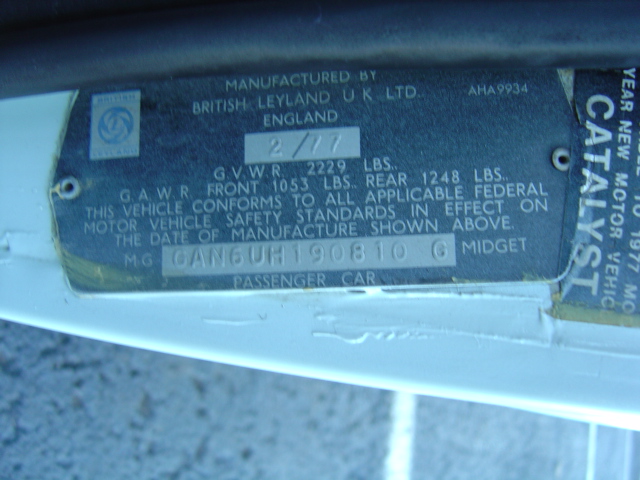 MANUFACTURED BY
BRITISH LEYLAND U K LTD.. AHA9934
ENGLAND
2/77
G.V.W.R. 2229 LBS..
G.A.W.R FRONT 1053 LBS.. REAR 1248 LBS..
THIS VEHICLE CONFORMS TO ALL APPLICABLE FEDERAL
MOTOR VEHICLE SAFETY STANDARDS IN EFFECT ON
THE DATE OF MANUFACTURE SHOWN ABOVE.
M.G GAN6UH190810 G MIDGET
PASSENGER CAR
BRITISH
1977 MO
YEAR NEW MOTOR VEHIC
CATALYST